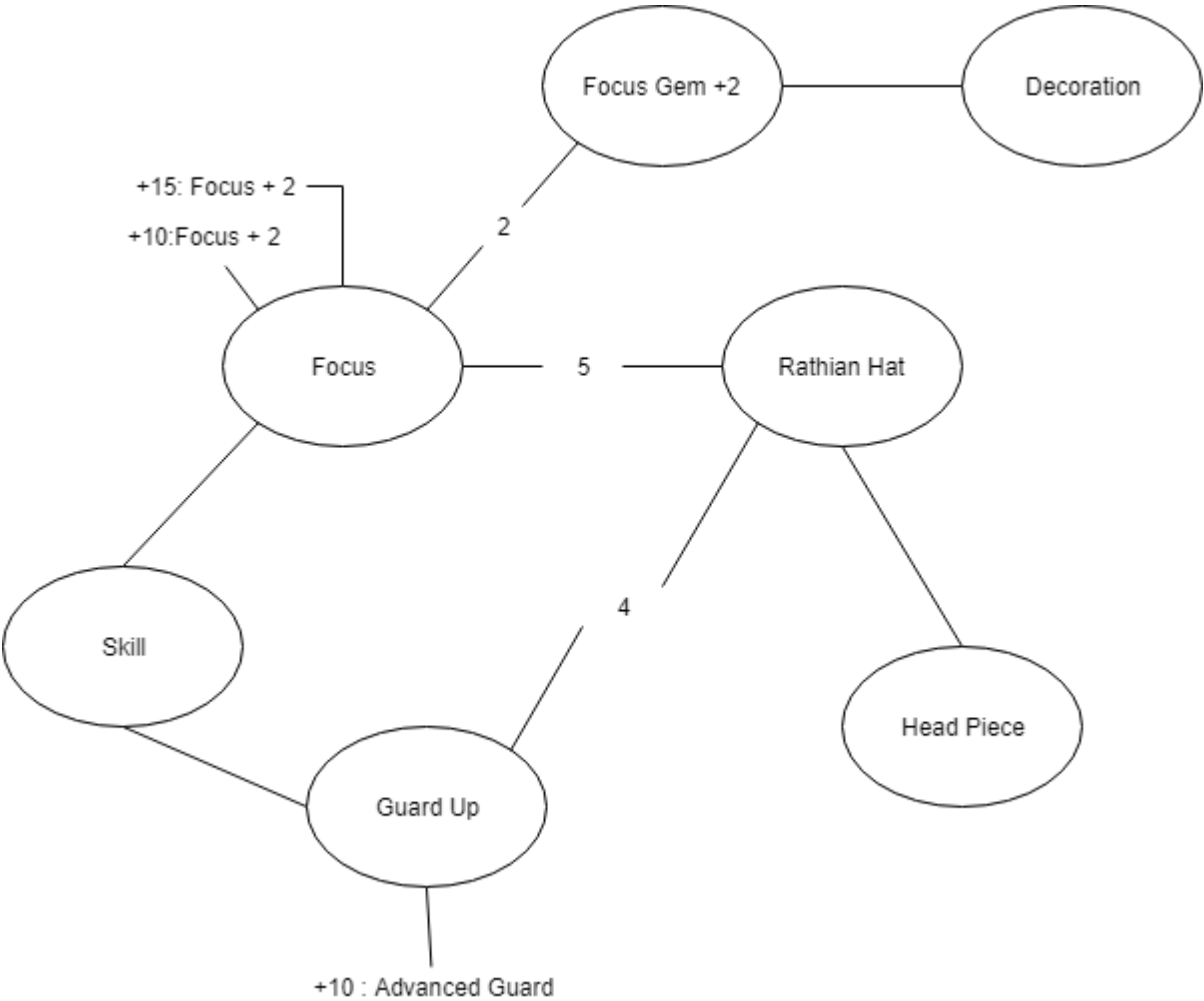 Focus Gem +2
Decoration
+15: Focus + 2
+10:Focus + 2
2
Focus
5
Rathian Hat
4
Skill
Head Piece
Guard Up
+10 : Advanced Guard